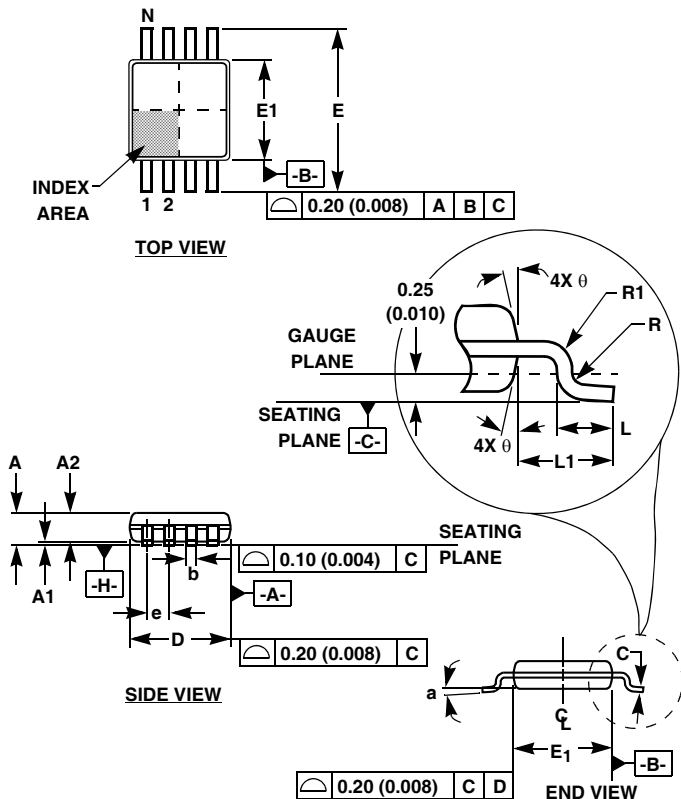 N
E1
E
-B-
INDEX
AREA
1 2
0.20 (0.008) A B C
TOP VIEW
4X θ
R1
0.25
(0.010)
R
GAUGE
PLANE
SEATING
PLANE
-C-
4X θ
L
L1
A
A2
SEATING
PLANE
0.10 (0.004) C
-H-
b
A1
-A-
e
D
0.20 (0.008) C
SIDE VIEW
C
a
C
L
E1
-B-
0.20 (0.008) C D
END VIEW